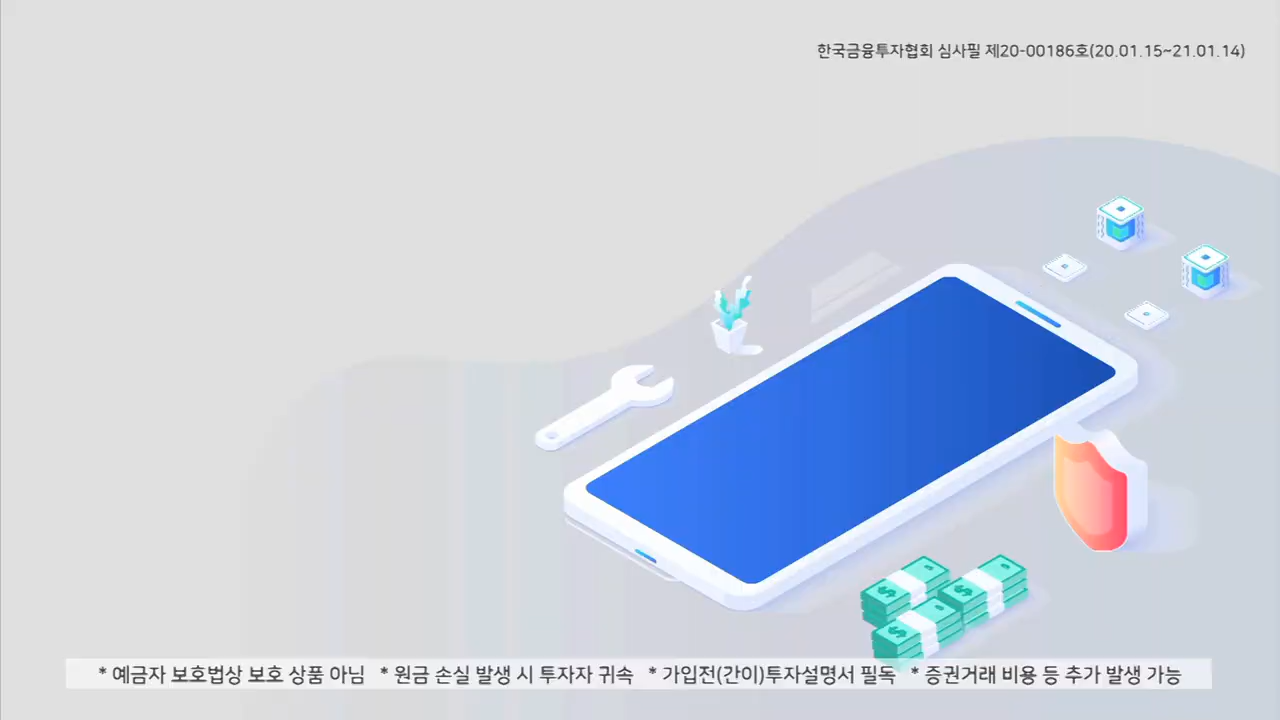 한국금융투자협회 심사필 제20-00186호(20.01.15~21.01.14)
* 예금자 보호법상 보호 상품 아님 * 원금 손실 발생 시 투자자 귀속 * 가입전(간이)투자설명서 필독 * 증권거래 비용 등 추가 발생 가능